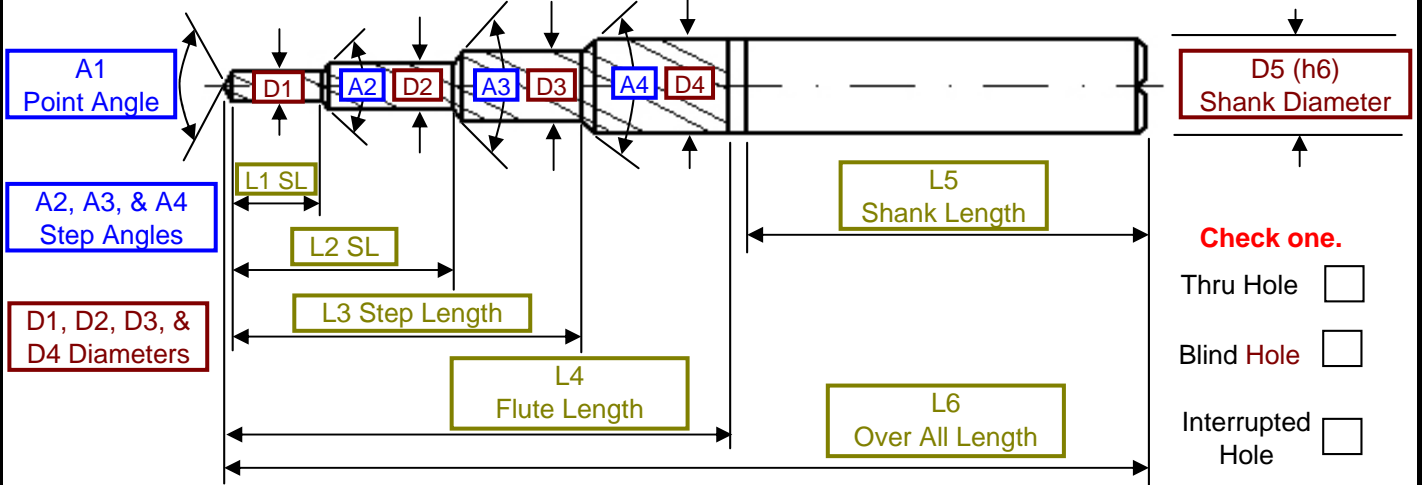 A1
Point Angle
D1
A2
D2
A3
D3
A4
D4
D5 (h6)
Shank Diameter
L1 SL
A2, A3, & A4
Step Angles
L2 SL
L5
Shank Length
Check one.
Thru Hole
D1, D2, D3, &
D4 Diameters
L3 Step Length
Blind Hole
L4
Flute Length
L6
Over All Length
Interrupted
Hole